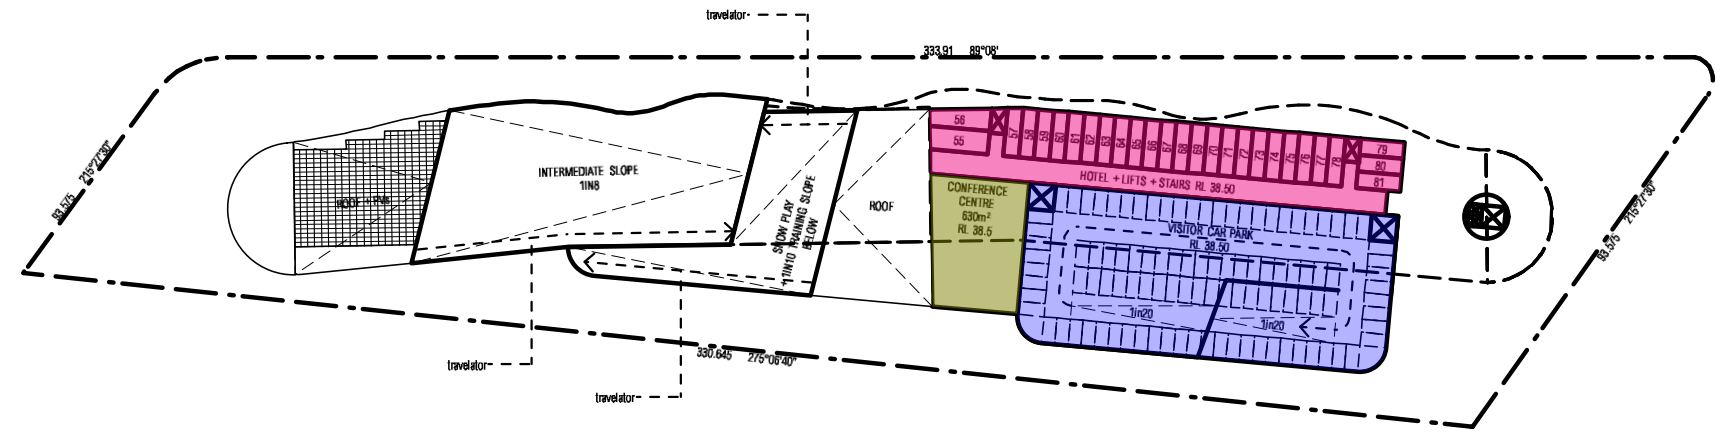 travelator
333.91 89°08'
93.575 215°27'30"
ROOF + PVs
INTERMEDIATE SLOPE
1IN8
SNOW PLAY
+1IN10 TRAINING SLOPE
BELOW
ROOF
56
55
57
58
59
60
61
62
63
64
65
66
67
68
69
70
71
72
73
74
75
76
77
78
79
80
81
HOTEL + LIFTS + STAIRS RL 38.50
CONFERENCE
CENTRE
630m²
RL 38.5
VISITOR CAR PARK
RL 38.50
1in20
1in20
93.575 215°27'30"
330.645 275°06'40"
travelator
travelator